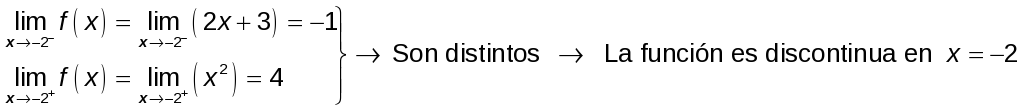 lim x→−2⁻ f(x) = lim x→−2⁻ (2x+3) = −1
lim x→−2⁺ f(x) = lim x→−2⁺ (x²) = 4
} → Son distintos → La función es discontinua en x = −2